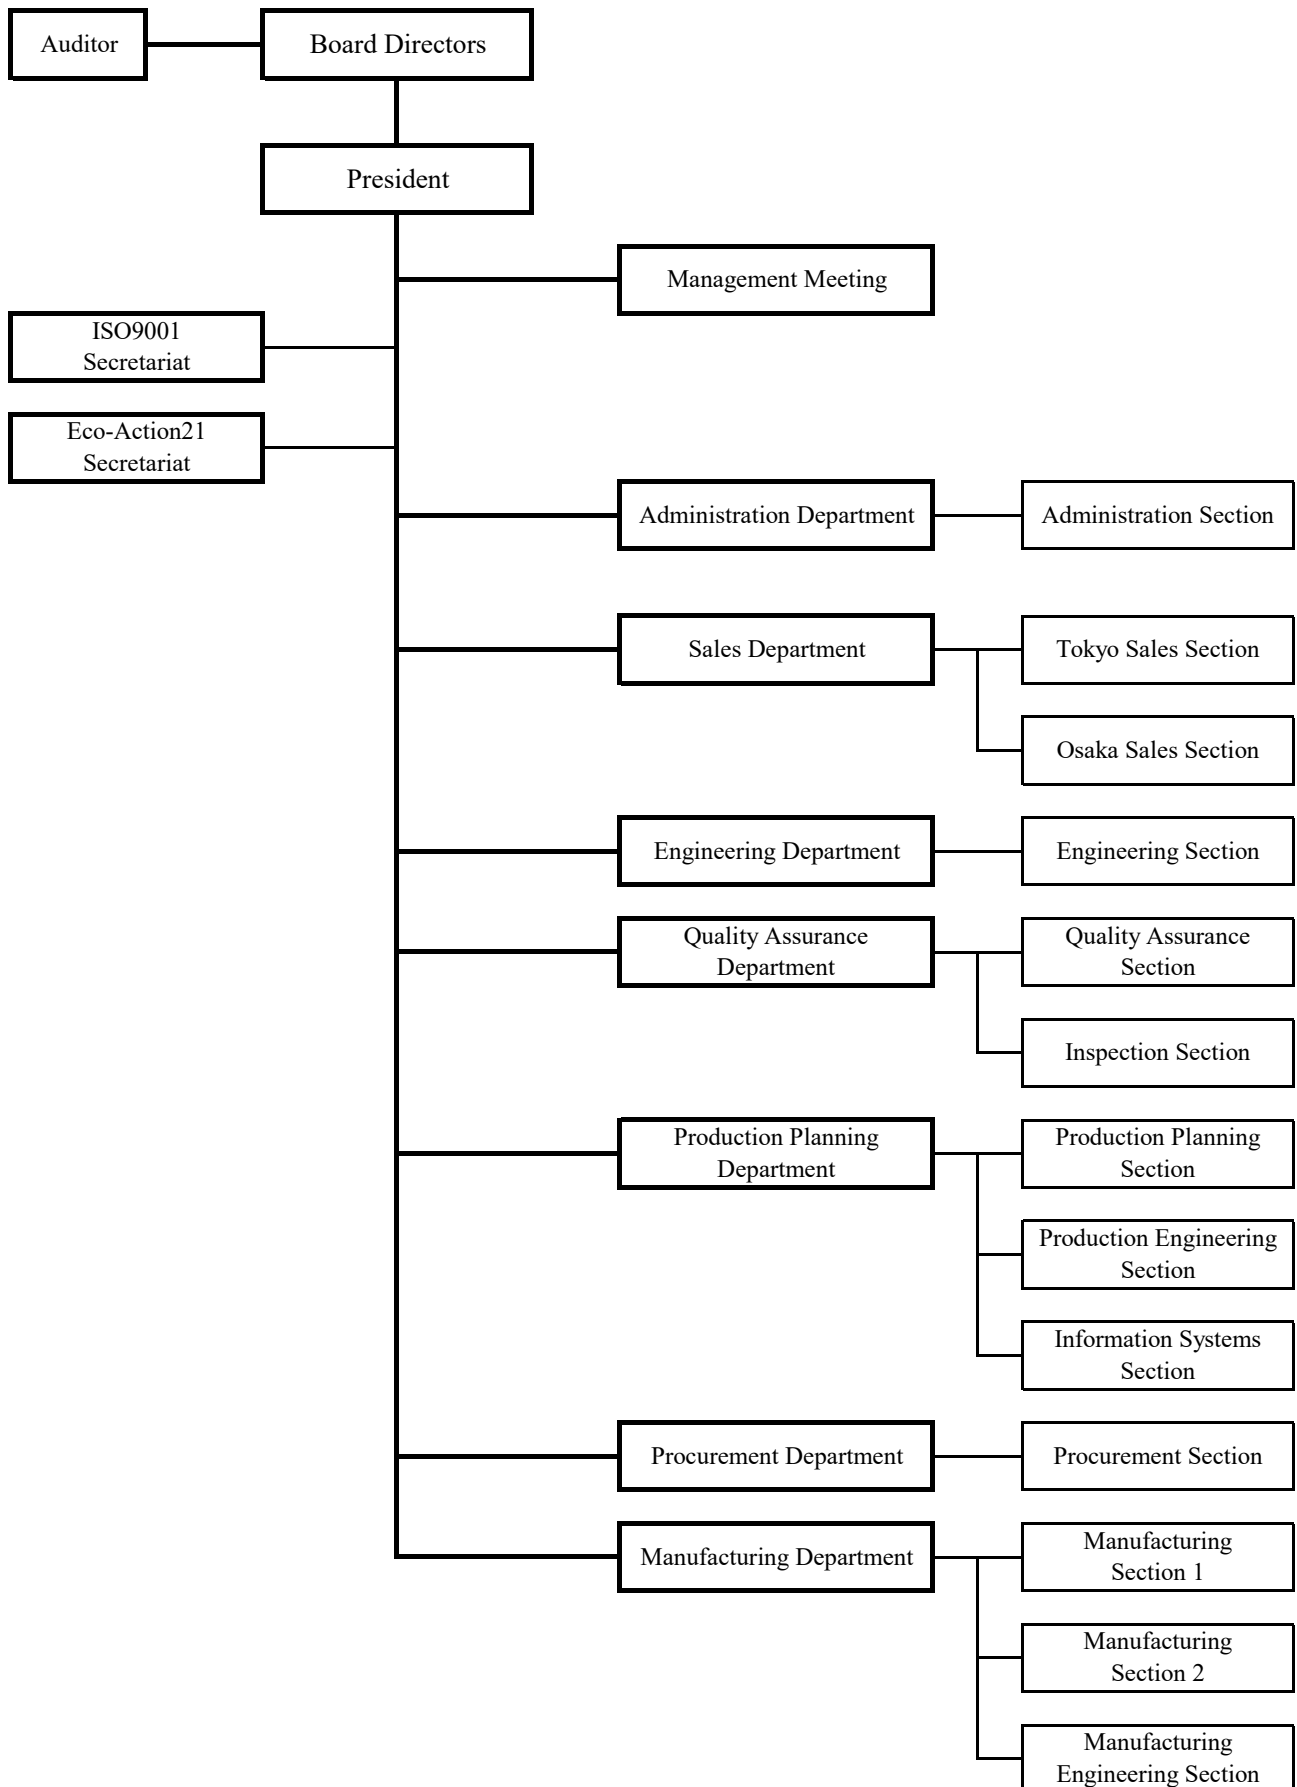 Auditor
Board Directors
President
Management Meeting
ISO9001
Secretariat
Eco-Action21
Secretariat
Administration Department
Administration Section
Sales Department
Tokyo Sales Section
Osaka Sales Section
Engineering Department
Engineering Section
Quality Assurance
Department
Quality Assurance
Section
Inspection Section
Production Planning
Department
Production Planning
Section
Production Engineering
Section
Information Systems
Section
Procurement Department
Procurement Section
Manufacturing Department
Manufacturing
Section 1
Manufacturing
Section 2
Manufacturing
Engineering Section